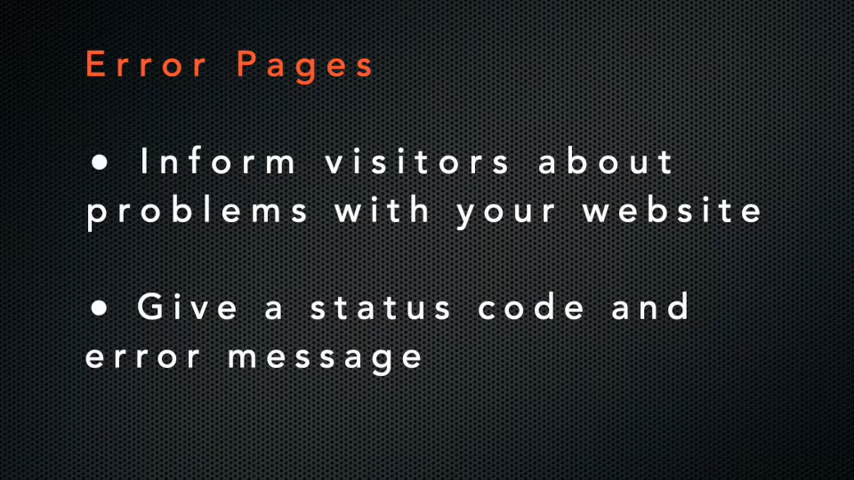 Error Pages
● Inform visitors about
problems with your website
● Give a status code and
error message